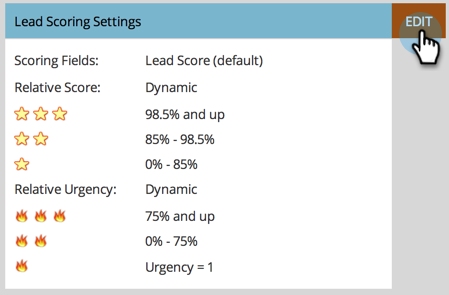 Lead Scoring Settings EDIT
Scoring Fields: Lead Score (default)
Relative Score: Dynamic
98.5% and up
85% - 98.5%
0% - 85%
Relative Urgency: Dynamic
75% and up
0% - 75%
Urgency = 1